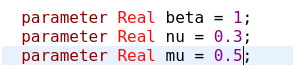 parameter Real beta = 1;
parameter Real nu = 0.3;
parameter Real mu = 0.5;